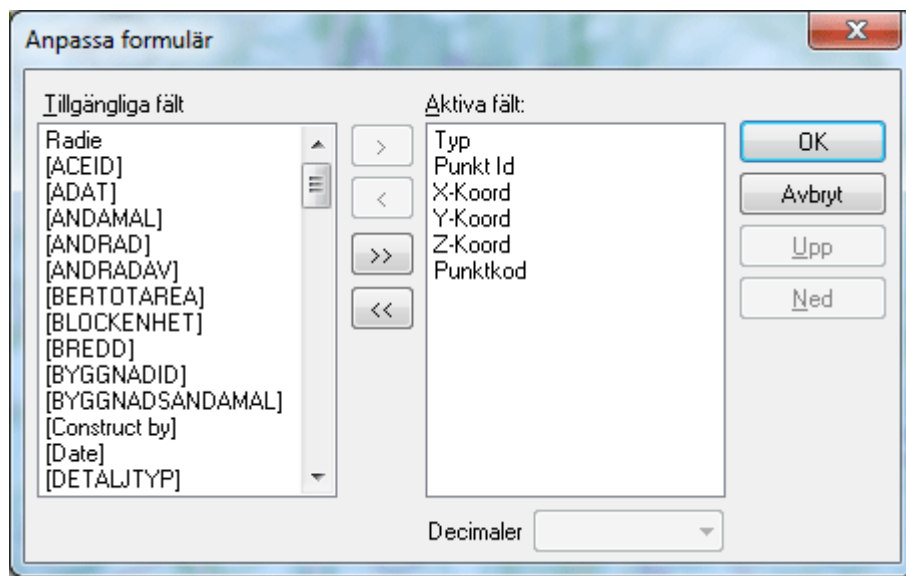 Anpassa formulär
Tillgängliga fält
Radie
[ACEID]
[ADAT]
[ANDAMAL]
[ANDRAD]
[ANDRADAV]
[BERTOTAREA]
[BLOCKENHET]
[BREDD]
[BYGGNADID]
[BYGGNADSANDAMAL]
[Construct by]
[Date]
[DETALJTYP]
>
<
>>
<<
Aktiva fält:
Typ
Punkt Id
X-Koord
Y-Koord
Z-Koord
Punktkod
Decimaler
OK
Avbryt
Upp
Ned